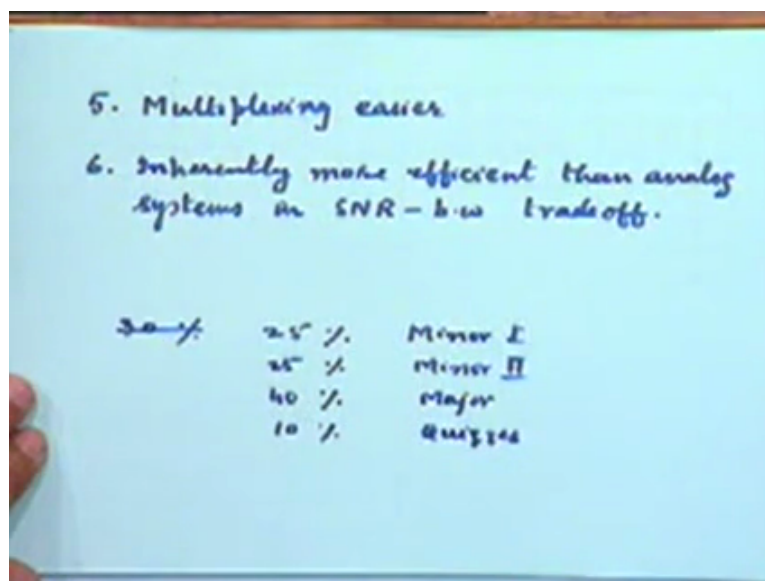 5. Multiplexing easier
6. Inherently more efficient than analog
systems in SNR - b.w tradeoff.
30 % 25 % Minor I
25 % Minor II
40 % Major
10 % Quizzes